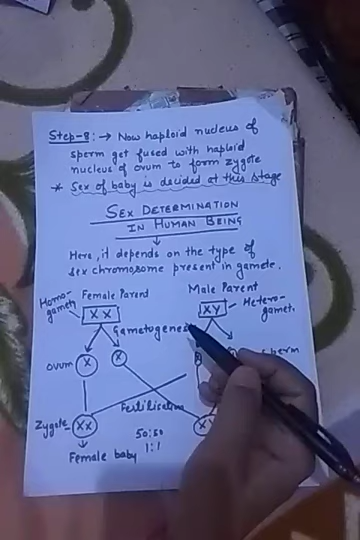 Step-8: → Now haploid nucleus of
sperm get fused with haploid
nucleus of ovum to form zygote
* Sex of baby is decided at this stage
SEX DETERMINATION
IN HUMAN BEING
Here, it depends on the type of
sex chromosome present in gamete.
Homo-gametic Female Parent
Male Parent
XX
XY
Hetero-
gamet.
Gametogenesis
Ovum X X
X
sperm
Fertilization
Zygote XX
50:50
1:1
Female baby